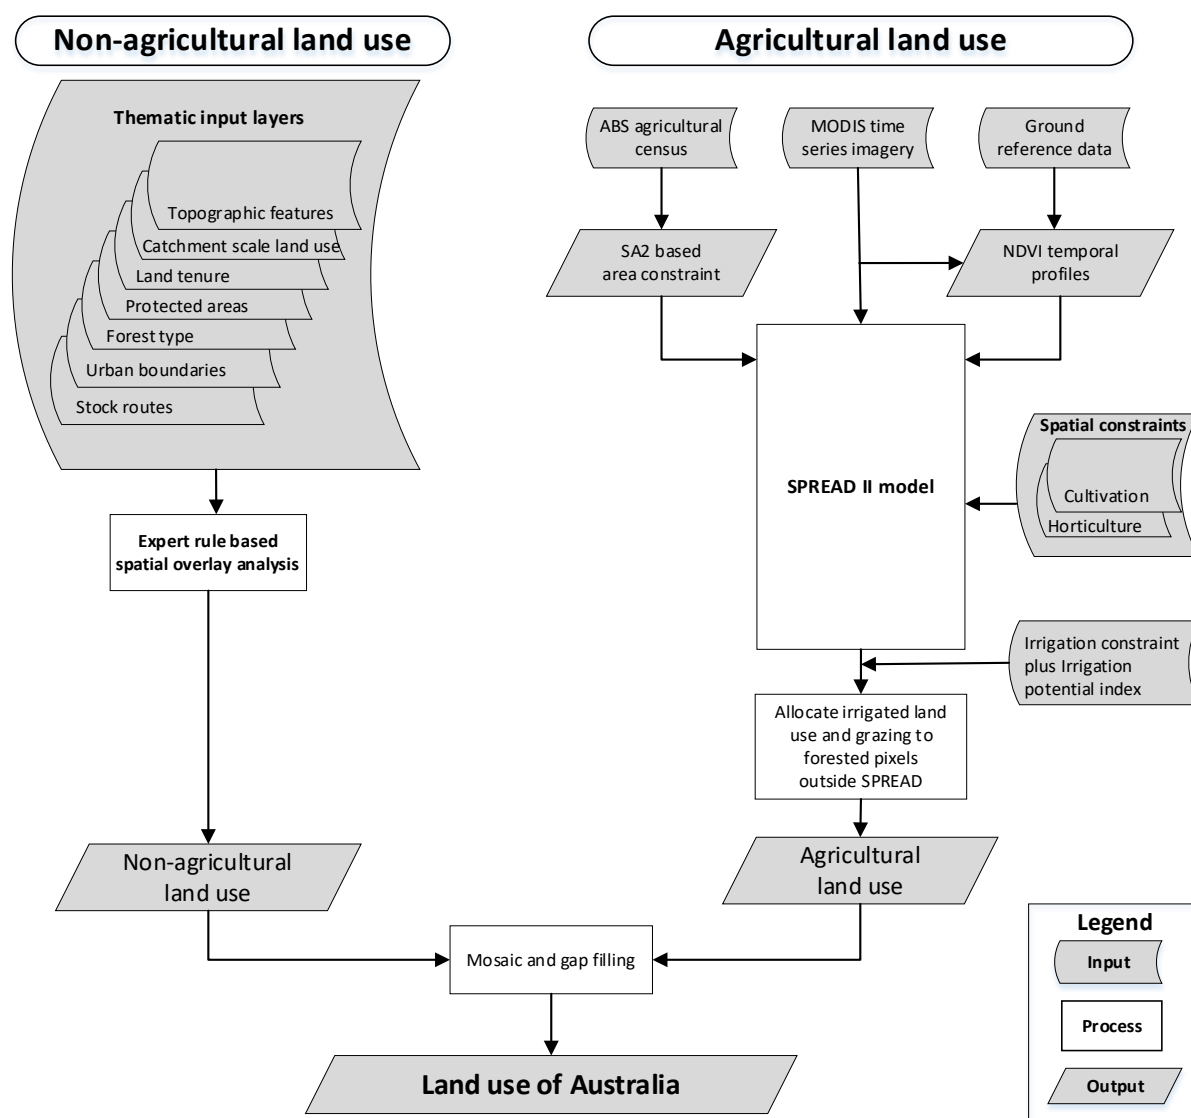 Non-agricultural land use
Thematic input layers
Topographic features
Catchment scale land use
Land tenure
Protected areas
Forest type
Urban boundaries
Stock routes
Expert rule based
spatial overlay analysis
Non-agricultural
land use
Agricultural land use
ABS agricultural
census
MODIS time
series imagery
Ground
reference data
SA2 based
area constraint
NDVI temporal
profiles
SPREAD II model
Spatial constraints
Cultivation
Horticulture
Irrigation constraint
plus Irrigation
potential index
Allocate irrigated land
use and grazing to
forested pixels
outside SPREAD
Agricultural
land use
Mosaic and gap filling
Land use of Australia
Legend
Input
Process
Output